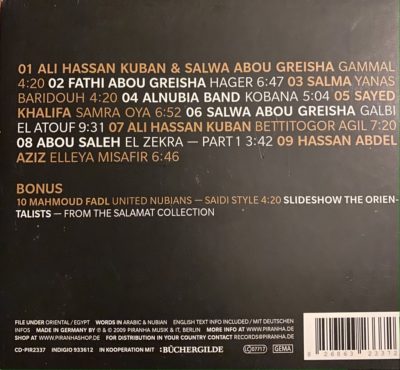 01 ALI HASSAN KUBAN & SALWA ABOU GREISHA GAMMAL
4:20 02 FATHI ABOU GREISHA HAGER 6:47 03 SALMA YANAS
BARIDOUH 4:20 04 ALNUBIA BAND KOBANA 5:04 05 SAYED
KHALIFA SAMRA OYA 6:52 06 SALWA ABOU GREISHA GALBI
EL ATOUF 9:31 07 ALI HASSAN KUBAN BETTITOGOR AGIL 7:20
08 ABOU SALEH EL ZEKRA — PART 1 3:42 09 HASSAN ABDEL
AZIZ ELLEYA MISAFIR 6:46
BONUS
10 MAHMOUD FADL UNITED NUBIANS — SAIDI STYLE 4:20 SLIDESHOW THE ORIEN-
TALISTS — FROM THE SALAMAT COLLECTION
FILE UNDER ORIENTAL / EGYPT WORDS IN ARABIC & NUBIAN ENGLISH TEXT INFO INCLUDED / MIT DEUTSCHEN
INFOS MADE IN GERMANY BY ℗ & © 2009 PIRANHA MUSIK & IT, BERLIN MORE INFO AT WWW.PIRANHA.DE
SHOP AT WWW.PIRANHASHOP.DE FOR DISTRIBUTION IN YOUR COUNTRY CONTACT RECORDS@PIRANHA.DE
CD-PIR2337 INDIGO 933612 IN KOOPERATION MIT BÜCHERGILDE LC 07717 GEMA